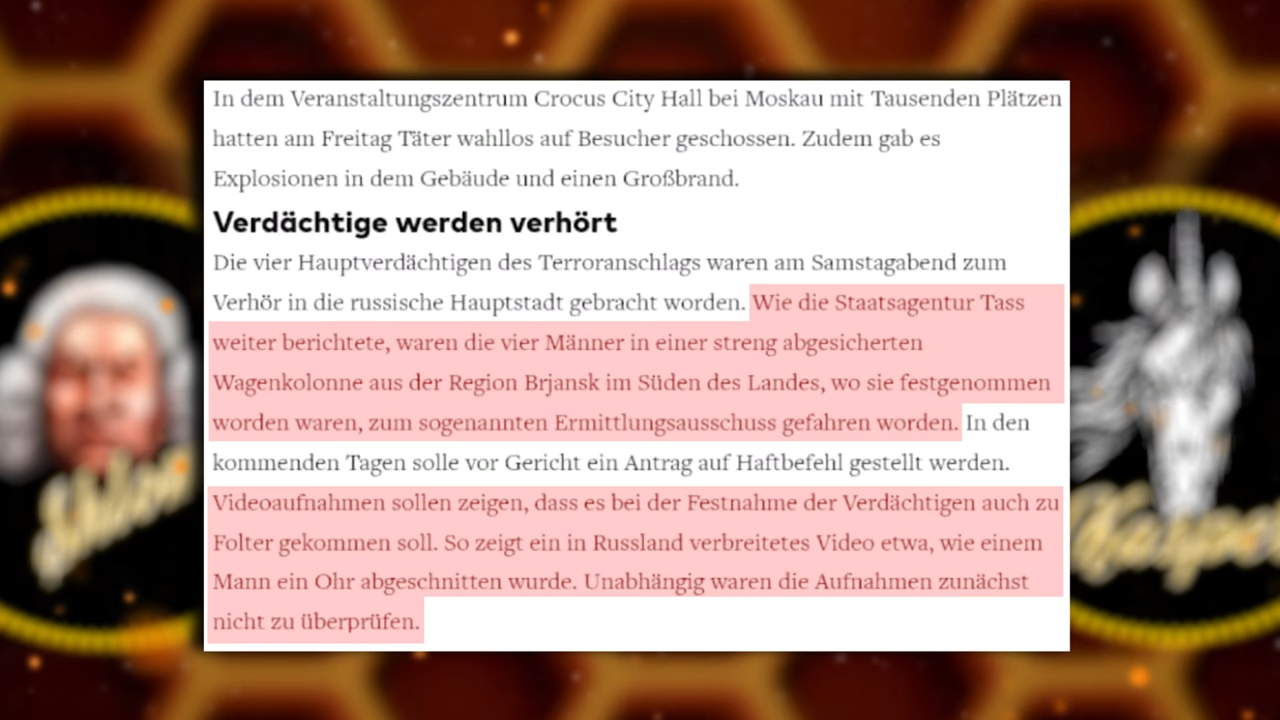 In dem Veranstaltungszentrum Crocus City Hall bei Moskau mit Tausenden Plätzen
hatten am Freitag Täter wahllos auf Besucher geschossen. Zudem gab es
Explosionen in dem Gebäude und einen Großbrand.
Verdächtige werden verhört
Die vier Hauptverdächtigen des Terroranschlags waren am Samstagabend zum
Verhör in die russische Hauptstadt gebracht worden. Wie die Staatsagentur Tass
weiter berichtete, waren die vier Männer in einer streng abgesicherten
Wagenkolonne aus der Region Brjansk im Süden des Landes, wo sie festgenommen
worden waren, zum sogenannten Ermittlungsausschuss gefahren worden. In den
kommenden Tagen solle vor Gericht ein Antrag auf Haftbefehl gestellt werden.
Videoaufnahmen sollen zeigen, dass es bei der Festnahme der Verdächtigen auch zu
Folter gekommen soll. So zeigt ein in Russland verbreitetes Video etwa, wie einem
Mann ein Ohr abgeschnitten wurde. Unabhängig waren die Aufnahmen zunächst
nicht zu überprüfen.